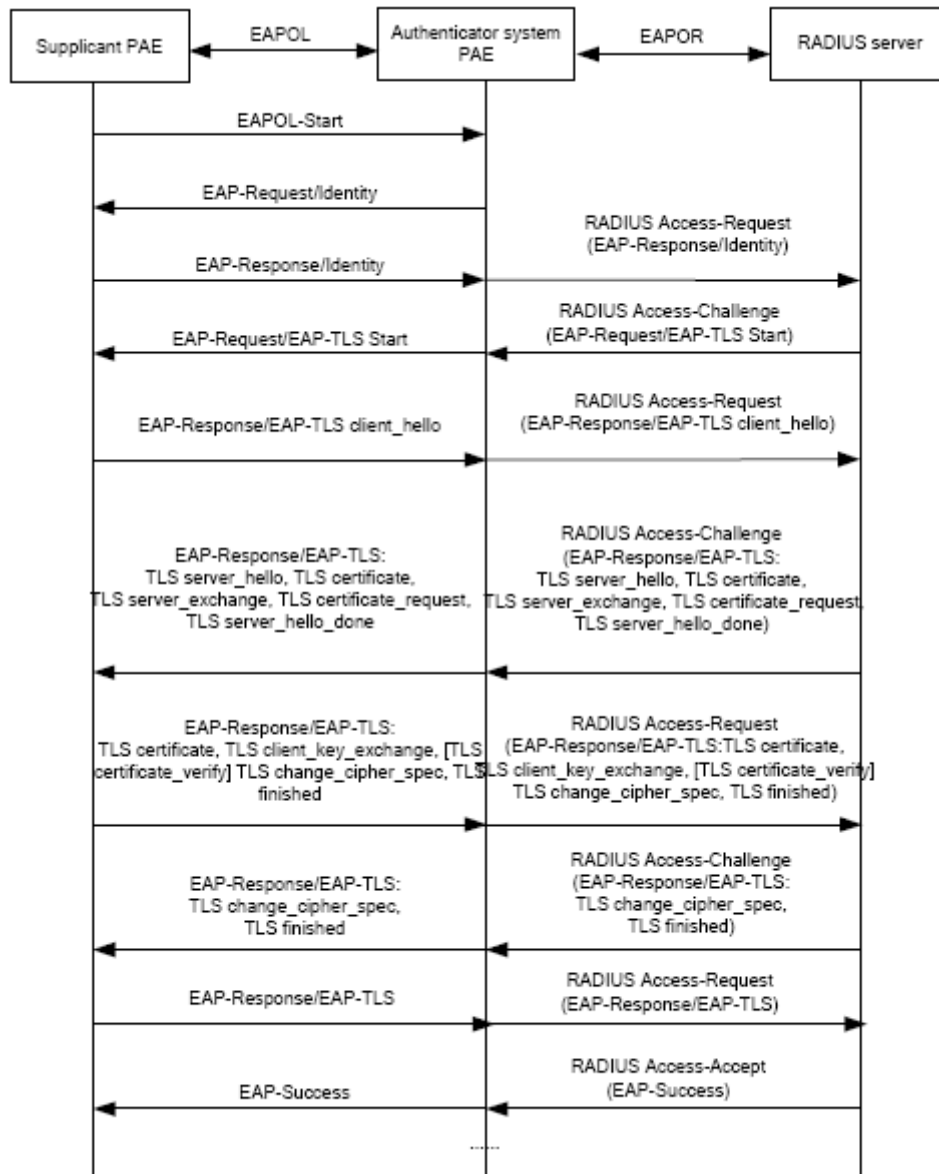 Supplicant PAE
EAPOL
Authenticator system
PAE
EAPOR
RADIUS server
EAPOL-Start
EAP-Request/Identity
RADIUS Access-Request
(EAP-Response/Identity)
EAP-Response/Identity
RADIUS Access-Challenge
(EAP-Request/EAP-TLS Start)
EAP-Request/EAP-TLS Start
RADIUS Access-Request
(EAP-Response/EAP-TLS client_hello)
EAP-Response/EAP-TLS client_hello
EAP-Response/EAP-TLS:
TLS server_hello, TLS certificate,
TLS server_exchange, TLS certificate_request,
TLS server_hello_done
RADIUS Access-Challenge
(EAP-Response/EAP-TLS:
TLS server_hello, TLS certificate,
TLS server_exchange, TLS certificate_request,
TLS server_hello_done)
EAP-Response/EAP-TLS:
TLS certificate, TLS client_key_exchange, [TLS
certificate_verify] TLS change_cipher_spec, TLS
finished
RADIUS Access-Request
(EAP-Response/EAP-TLS:TLS certificate,
TLS client_key_exchange, [TLS certificate_verify]
TLS change_cipher_spec, TLS finished)
EAP-Response/EAP-TLS:
TLS change_cipher_spec,
TLS finished
RADIUS Access-Challenge
(EAP-Response/EAP-TLS:
TLS change_cipher_spec,
TLS finished)
EAP-Response/EAP-TLS
RADIUS Access-Request
(EAP-Response/EAP-TLS)
EAP-Success
RADIUS Access-Accept
(EAP-Success)
......